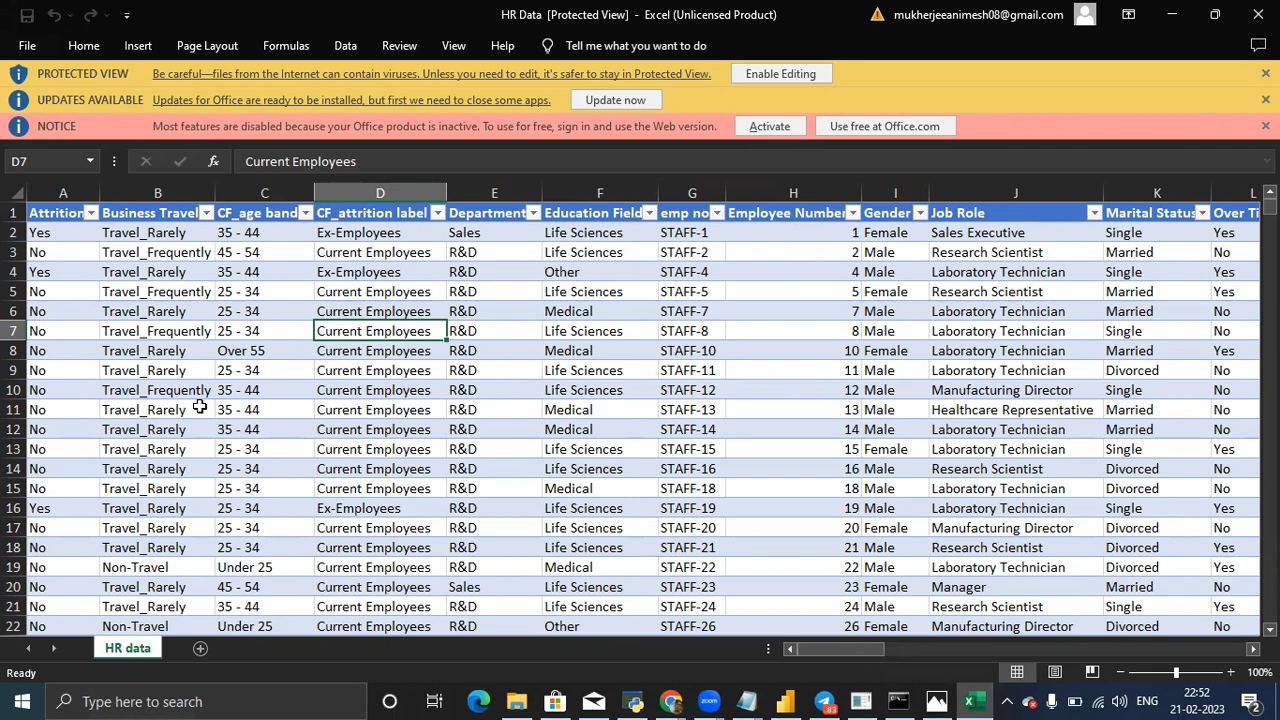 HR Data [Protected View] - Excel (Unlicensed Product)
mukherjeeanimesh08@gmail.com
File Home Insert Page Layout Formulas Data Review View Help Tell me what you want to do
PROTECTED VIEW Be careful—files from the Internet can contain viruses. Unless you need to edit, it's safer to stay in Protected View. Enable Editing
UPDATES AVAILABLE Updates for Office are ready to be installed, but first we need to close some apps. Update now
NOTICE Most features are disabled because your Office product is inactive. To use for free, sign in and use the Web version. Activate Use free at Office.com
D7 fx Current Employees
A B C D E F G H I J K L
1 Attrition Business Travel CF_age band CF_attrition label Department Education Field emp no Employee Number Gender Job Role Marital Status Over Ti
2 Yes Travel_Rarely 35 - 44 Ex-Employees Sales Life Sciences STAFF-1 1 Female Sales Executive Single Yes
3 No Travel_Frequently 45 - 54 Current Employees R&D Life Sciences STAFF-2 2 Male Research Scientist Married No
4 Yes Travel_Rarely 35 - 44 Ex-Employees R&D Other STAFF-4 4 Male Laboratory Technician Single Yes
5 No Travel_Frequently 25 - 34 Current Employees R&D Life Sciences STAFF-5 5 Female Research Scientist Married Yes
6 No Travel_Rarely 25 - 34 Current Employees R&D Medical STAFF-7 7 Male Laboratory Technician Married No
7 No Travel_Frequently 25 - 34 Current Employees R&D Life Sciences STAFF-8 8 Male Laboratory Technician Single No
8 No Travel_Rarely Over 55 Current Employees R&D Medical STAFF-10 10 Female Laboratory Technician Married Yes
9 No Travel_Rarely 25 - 34 Current Employees R&D Life Sciences STAFF-11 11 Male Laboratory Technician Divorced No
10 No Travel_Frequently 35 - 44 Current Employees R&D Life Sciences STAFF-12 12 Male Manufacturing Director Single No
11 No Travel_Rarely 35 - 44 Current Employees R&D Medical STAFF-13 13 Male Healthcare Representative Married No
12 No Travel_Rarely 35 - 44 Current Employees R&D Medical STAFF-14 14 Male Laboratory Technician Married No
13 No Travel_Rarely 25 - 34 Current Employees R&D Life Sciences STAFF-15 15 Female Laboratory Technician Single Yes
14 No Travel_Rarely 25 - 34 Current Employees R&D Life Sciences STAFF-16 16 Male Research Scientist Divorced No
15 No Travel_Rarely 25 - 34 Current Employees R&D Medical STAFF-18 18 Male Laboratory Technician Divorced No
16 Yes Travel_Rarely 25 - 34 Ex-Employees R&D Life Sciences STAFF-19 19 Male Laboratory Technician Single Yes
17 No Travel_Rarely 25 - 34 Current Employees R&D Life Sciences STAFF-20 20 Female Manufacturing Director Divorced No
18 No Travel_Rarely 25 - 34 Current Employees R&D Life Sciences STAFF-21 21 Male Research Scientist Divorced Yes
19 No Non-Travel Under 25 Current Employees R&D Medical STAFF-22 22 Male Laboratory Technician Divorced Yes
20 No Travel_Rarely 45 - 54 Current Employees Sales Life Sciences STAFF-23 23 Female Manager Married No
21 No Travel_Rarely 35 - 44 Current Employees R&D Life Sciences STAFF-24 24 Male Research Scientist Single Yes
22 No Non-Travel Under 25 Current Employees R&D Other STAFF-26 26 Female Manufacturing Director Divorced No
HR data
Ready 100%
Type here to search 83 ENG 22:52
21-02-2023 2